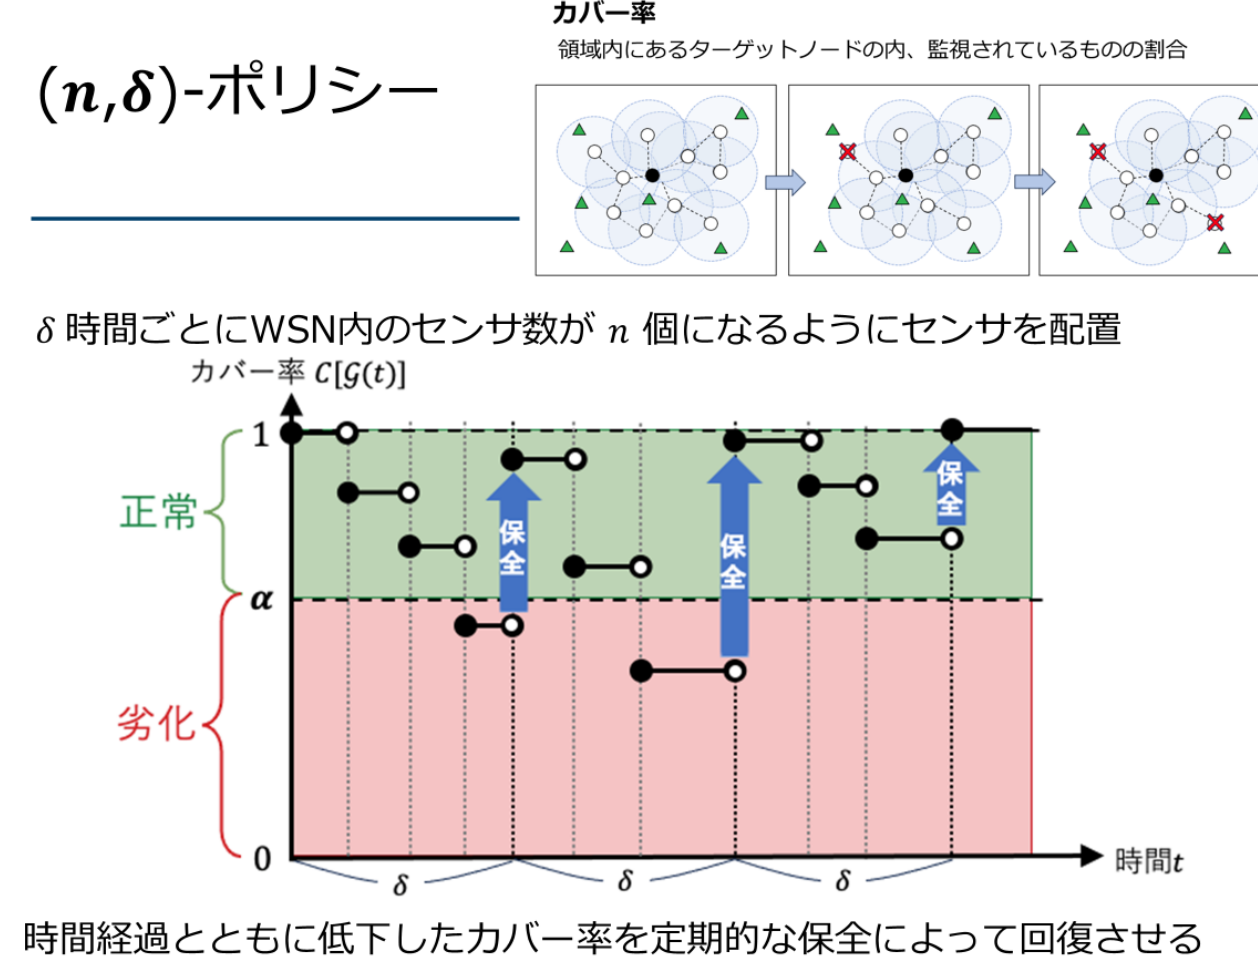 カバー率
領域内にあるターゲットノードの内、監視されているものの割合
(n,δ)-ポリシー
δ 時間ごとにWSN内のセンサ数が n 個になるようにセンサを配置
カバー率 C[𝒢(t)]
1
正常
α
劣化
0
保全
保全
保全
δ
δ
δ
時間t
時間経過とともに低下したカバー率を定期的な保全によって回復させる